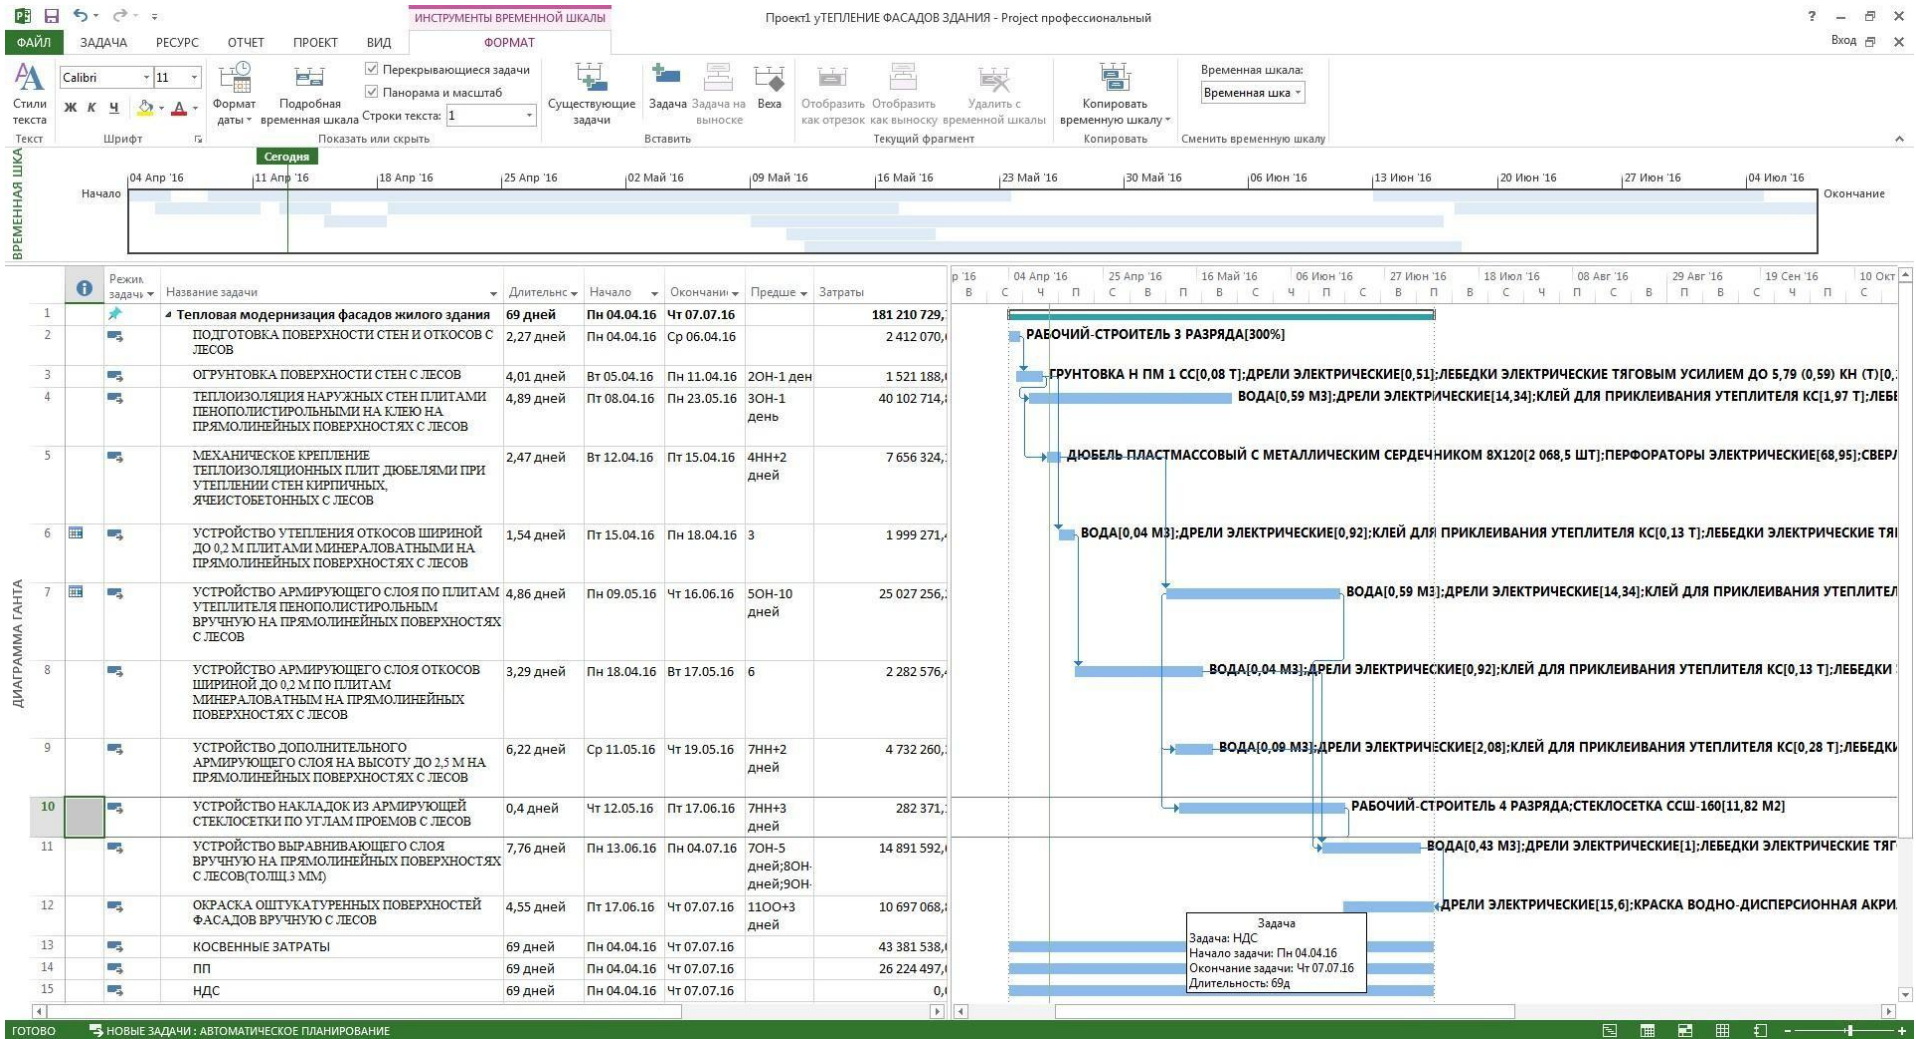 Проект1 уТЕПЛЕНИЕ ФАСАДОВ ЗДАНИЯ - Project профессиональный
ИНСТРУМЕНТЫ ВРЕМЕННОЙ ШКАЛЫ
ФАЙЛ ЗАДАЧА РЕСУРС ОТЧЕТ ПРОЕКТ ВИД ФОРМАТ Вход
Calibri 11
Стили текста
Ж К Ч А
Формат даты
Подробная временная шкала
Перекрывающиеся задачи
Панорама и масштаб
Строки текста: 1
Существующие задачи
Задача
Задача на выноске
Веха
Отобразить как отрезок
Отобразить как выноску
Удалить с временной шкалы
Копировать временную шкалу
Временная шкала:
Временная шка
Текст Шрифт Показать или скрыть Вставить Текущий фрагмент Копировать Сменить временную шкалу
ВРЕМЕННАЯ ШКА
Сегодня
04 Апр '16 11 Апр '16 18 Апр '16 25 Апр '16 02 Май '16 09 Май '16 16 Май '16 23 Май '16 30 Май '16 06 Июн '16 13 Июн '16 20 Июн '16 27 Июн '16 04 Июл '16
Начало Окончание
ДИАГРАММА ГАНТА
Режим задачи Название задачи Длительнс Начало Окончани Предше Затраты
р '16 04 Апр '16 25 Апр '16 16 Май '16 06 Июн '16 27 Июн '16 18 Июл '16 08 Авг '16 29 Авг '16 19 Сен '16 10 Окт
В С Ч П С В П В С Ч П С В П В С Ч П С В П В С Ч П С
1 Тепловая модернизация фасадов жилого здания 69 дней Пн 04.04.16 Чт 07.07.16 181 210 729,
2 ПОДГОТОВКА ПОВЕРХНОСТИ СТЕН И ОТКОСОВ С ЛЕСОВ 2,27 дней Пн 04.04.16 Ср 06.04.16 2 412 070,
РАБОЧИЙ-СТРОИТЕЛЬ 3 РАЗРЯДА[300%]
3 ОГРУНТОВКА ПОВЕРХНОСТИ СТЕН С ЛЕСОВ 4,01 дней Вт 05.04.16 Пн 11.04.16 2ОН-1 ден 1 521 188,
ГРУНТОВКА Н ПМ 1 СС[0,08 Т];ДРЕЛИ ЭЛЕКТРИЧЕСКИЕ[0,51];ЛЕБЕДКИ ЭЛЕКТРИЧЕСКИЕ ТЯГОВЫМ УСИЛИЕМ ДО 5,79 (0,59) КН (Т)[0,
4 ТЕПЛОИЗОЛЯЦИЯ НАРУЖНЫХ СТЕН ПЛИТАМИ ПЕНОПОЛИСТИРОЛЬНЫМИ НА КЛЕЮ НА ПРЯМОЛИНЕЙНЫХ ПОВЕРХНОСТЯХ С ЛЕСОВ 4,89 дней Пт 08.04.16 Пн 23.05.16 3ОН-1 день 40 102 714,
ВОДА[0,59 М3];ДРЕЛИ ЭЛЕКТРИЧЕСКИЕ[14,34];КЛЕЙ ДЛЯ ПРИКЛЕИВАНИЯ УТЕПЛИТЕЛЯ КС[1,97 Т];ЛЕБЕ
5 МЕХАНИЧЕСКОЕ КРЕПЛЕНИЕ ТЕПЛОИЗОЛЯЦИОННЫХ ПЛИТ ДЮБЕЛЯМИ ПРИ УТЕПЛЕНИИ СТЕН КИРПИЧНЫХ, ЯЧЕИСТОБЕТОННЫХ С ЛЕСОВ 2,47 дней Вт 12.04.16 Пт 15.04.16 4НН+2 дней 7 656 324,
ДЮБЕЛЬ ПЛАСТМАССОВЫЙ С МЕТАЛЛИЧЕСКИМ СЕРДЕЧНИКОМ 8Х120[2 068,5 ШТ];ПЕРФОРАТОРЫ ЭЛЕКТРИЧЕСКИЕ[68,95];СВЕРЛ
6 УСТРОЙСТВО УТЕПЛЕНИЯ ОТКОСОВ ШИРИНОЙ ДО 0,2 М ПЛИТАМИ МИНЕРАЛОВАТНЫМИ НА ПРЯМОЛИНЕЙНЫХ ПОВЕРХНОСТЯХ С ЛЕСОВ 1,54 дней Пт 15.04.16 Пн 18.04.16 3 1 999 271,
ВОДА[0,04 М3];ДРЕЛИ ЭЛЕКТРИЧЕСКИЕ[0,92];КЛЕЙ ДЛЯ ПРИКЛЕИВАНИЯ УТЕПЛИТЕЛЯ КС[0,13 Т];ЛЕБЕДКИ ЭЛЕКТРИЧЕСКИЕ ТЯ
7 УСТРОЙСТВО АРМИРУЮЩЕГО СЛОЯ ПО ПЛИТАМ УТЕПЛИТЕЛЯ ПЕНОПОЛИСТИРОЛЬНЫМ ВРУЧНУЮ НА ПРЯМОЛИНЕЙНЫХ ПОВЕРХНОСТЯХ С ЛЕСОВ 4,86 дней Пн 09.05.16 Чт 16.06.16 5ОН-10 дней 25 027 256,
ВОДА[0,59 М3];ДРЕЛИ ЭЛЕКТРИЧЕСКИЕ[14,34];КЛЕЙ ДЛЯ ПРИКЛЕИВАНИЯ УТЕПЛИТЕЛ
8 УСТРОЙСТВО АРМИРУЮЩЕГО СЛОЯ ОТКОСОВ ШИРИНОЙ ДО 0,2 М ПО ПЛИТАМ МИНЕРАЛОВАТНЫМ НА ПРЯМОЛИНЕЙНЫХ ПОВЕРХНОСТЯХ С ЛЕСОВ 3,29 дней Пн 18.04.16 Вт 17.05.16 6 2 282 576,
ВОДА[0,04 М3];ДРЕЛИ ЭЛЕКТРИЧЕСКИЕ[0,92];КЛЕЙ ДЛЯ ПРИКЛЕИВАНИЯ УТЕПЛИТЕЛЯ КС[0,13 Т];ЛЕБЕДКИ
9 УСТРОЙСТВО ДОПОЛНИТЕЛЬНОГО АРМИРУЮЩЕГО СЛОЯ НА ВЫСОТУ ДО 2,5 М НА ПРЯМОЛИНЕЙНЫХ ПОВЕРХНОСТЯХ С ЛЕСОВ 6,22 дней Ср 11.05.16 Чт 19.05.16 7НН+2 дней 4 732 260,
ВОДА[0,09 М3];ДРЕЛИ ЭЛЕКТРИЧЕСКИЕ[2,08];КЛЕЙ ДЛЯ ПРИКЛЕИВАНИЯ УТЕПЛИТЕЛЯ КС[0,28 Т];ЛЕБЕДКИ
10 УСТРОЙСТВО НАКЛАДОК ИЗ АРМИРУЮЩЕЙ СТЕКЛОСЕТКИ ПО УГЛАМ ПРОЕМОВ С ЛЕСОВ 0,4 дней Чт 12.05.16 Пт 17.06.16 7НН+3 дней 282 371,
РАБОЧИЙ-СТРОИТЕЛЬ 4 РАЗРЯДА;СТЕКЛОСЕТКА ССШ-160[11,82 М2]
11 УСТРОЙСТВО ВЫРАВНИВАЮЩЕГО СЛОЯ ВРУЧНУЮ НА ПРЯМОЛИНЕЙНЫХ ПОВЕРХНОСТЯХ С ЛЕСОВ(ТОЛЩ.3 ММ) 7,76 дней Пн 13.06.16 Пн 04.07.16 7ОН-5 дней;8ОН- дней;9ОН- 14 891 592,
ВОДА[0,43 М3];ДРЕЛИ ЭЛЕКТРИЧЕСКИЕ[1];ЛЕБЕДКИ ЭЛЕКТРИЧЕСКИЕ ТЯГ
12 ОКРАСКА ОШТУКАТУРЕННЫХ ПОВЕРХНОСТЕЙ ФАСАДОВ ВРУЧНУЮ С ЛЕСОВ 4,55 дней Пт 17.06.16 Чт 07.07.16 11ОО+3 дней 10 697 068,
ДРЕЛИ ЭЛЕКТРИЧЕСКИЕ[15,6];КРАСКА ВОДНО-ДИСПЕРСИОННАЯ АКРИ
13 КОСВЕННЫЕ ЗАТРАТЫ 69 дней Пн 04.04.16 Чт 07.07.16 43 381 538,
14 ПП 69 дней Пн 04.04.16 Чт 07.07.16 26 224 497,
15 НДС 69 дней Пн 04.04.16 Чт 07.07.16 0,
Задача
Задача: НДС
Начало задачи: Пн 04.04.16
Окончание задачи: Чт 07.07.16
Длительность: 69д
ГОТОВО НОВЫЕ ЗАДАЧИ : АВТОМАТИЧЕСКОЕ ПЛАНИРОВАНИЕ